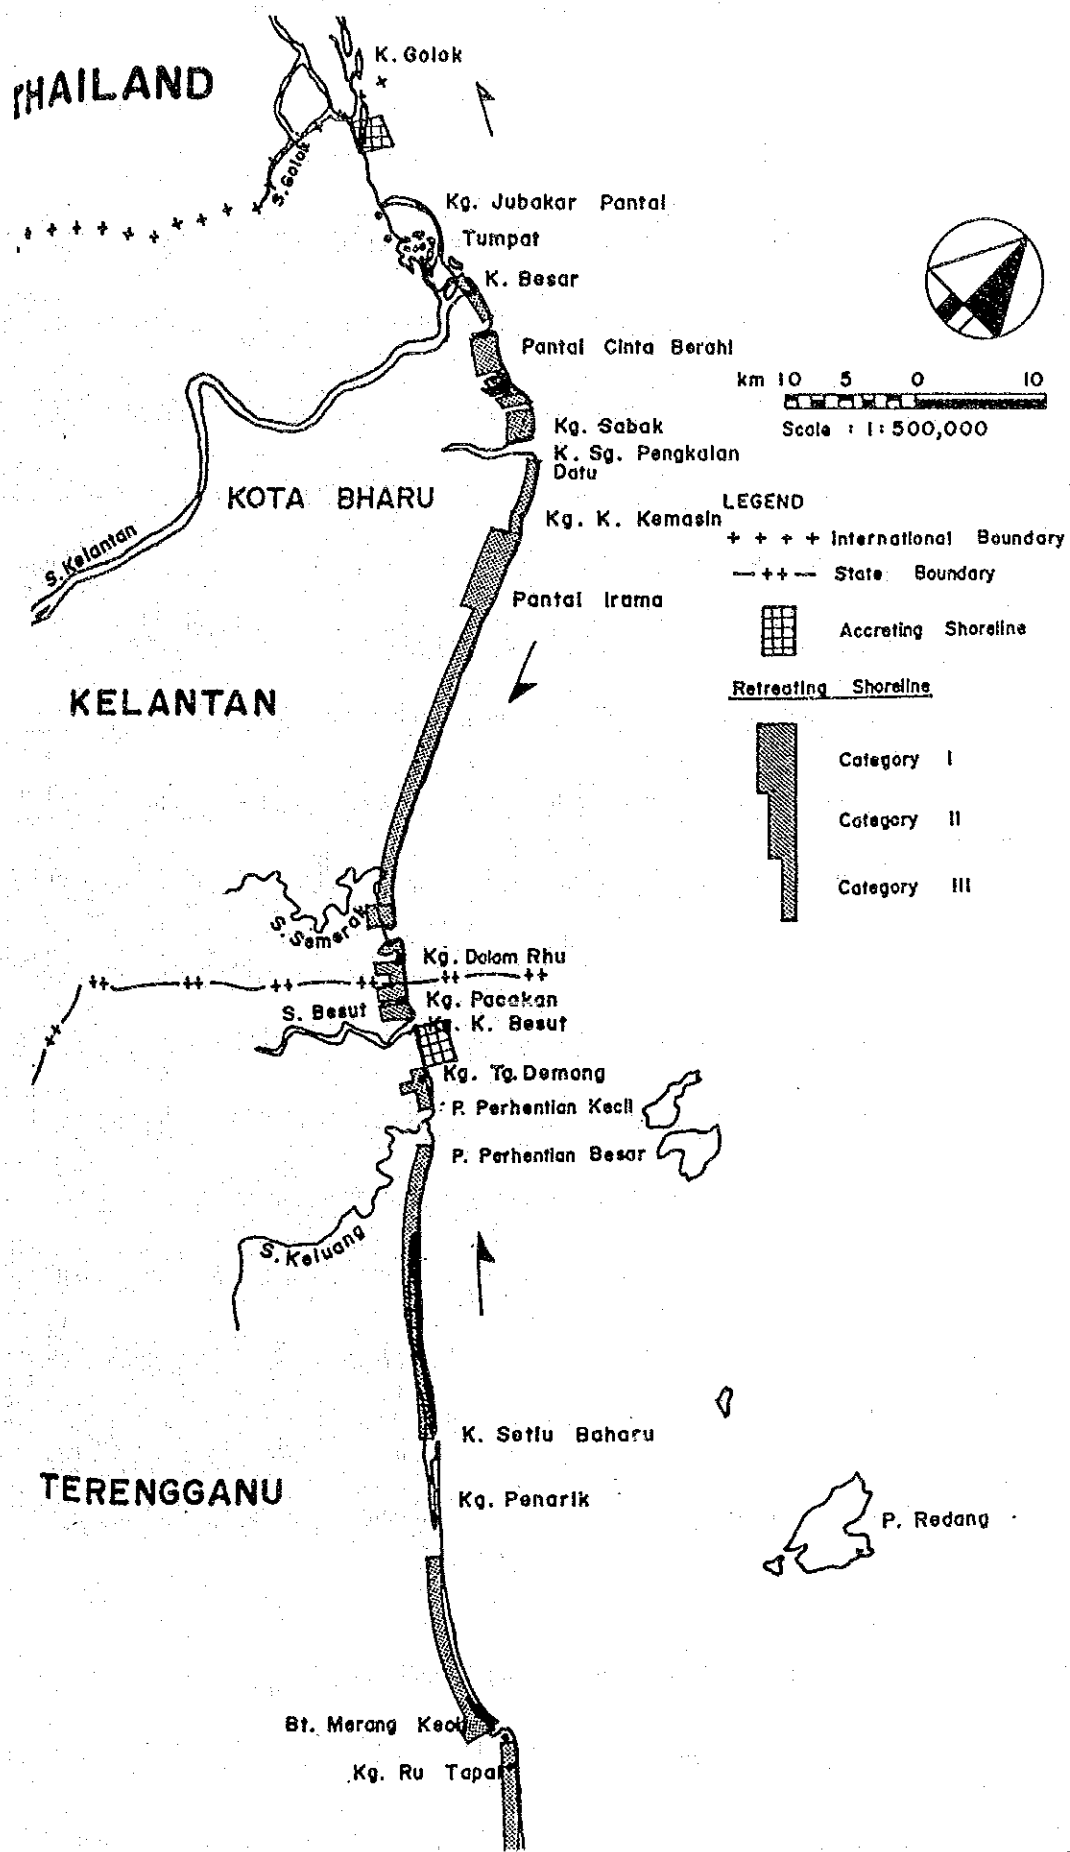 K. Golok
THAILAND
S. Golok
Kg. Jubakar Pantai
Tumpat
K. Besar
Pantai Cinta Berahi
km 10 5 0 10
Scale : 1 : 500,000
Kg. Sabak
K. Sg. Pengkalan
Datu
KOTA BHARU
LEGEND
Kg. K. Kemasin
+ + + + International Boundary
S. Kelantan
— ++ — State Boundary
Pantai Irama
Accreting Shoreline
KELANTAN
Retreating Shoreline
Category I
Category II
Category III
S. Semerak
Kg. Dalam Rhu
Kg. Pacakan
S. Besut
Kg. K. Besut
Kg. Tg. Demong
P. Perhentian Kecil
P. Perhentian Besar
S. Keluang
K. Setiu Baharu
TERENGGANU
Kg. Penarik
P. Redang
Bt. Merang Kecil
Kg. Ru Tapai